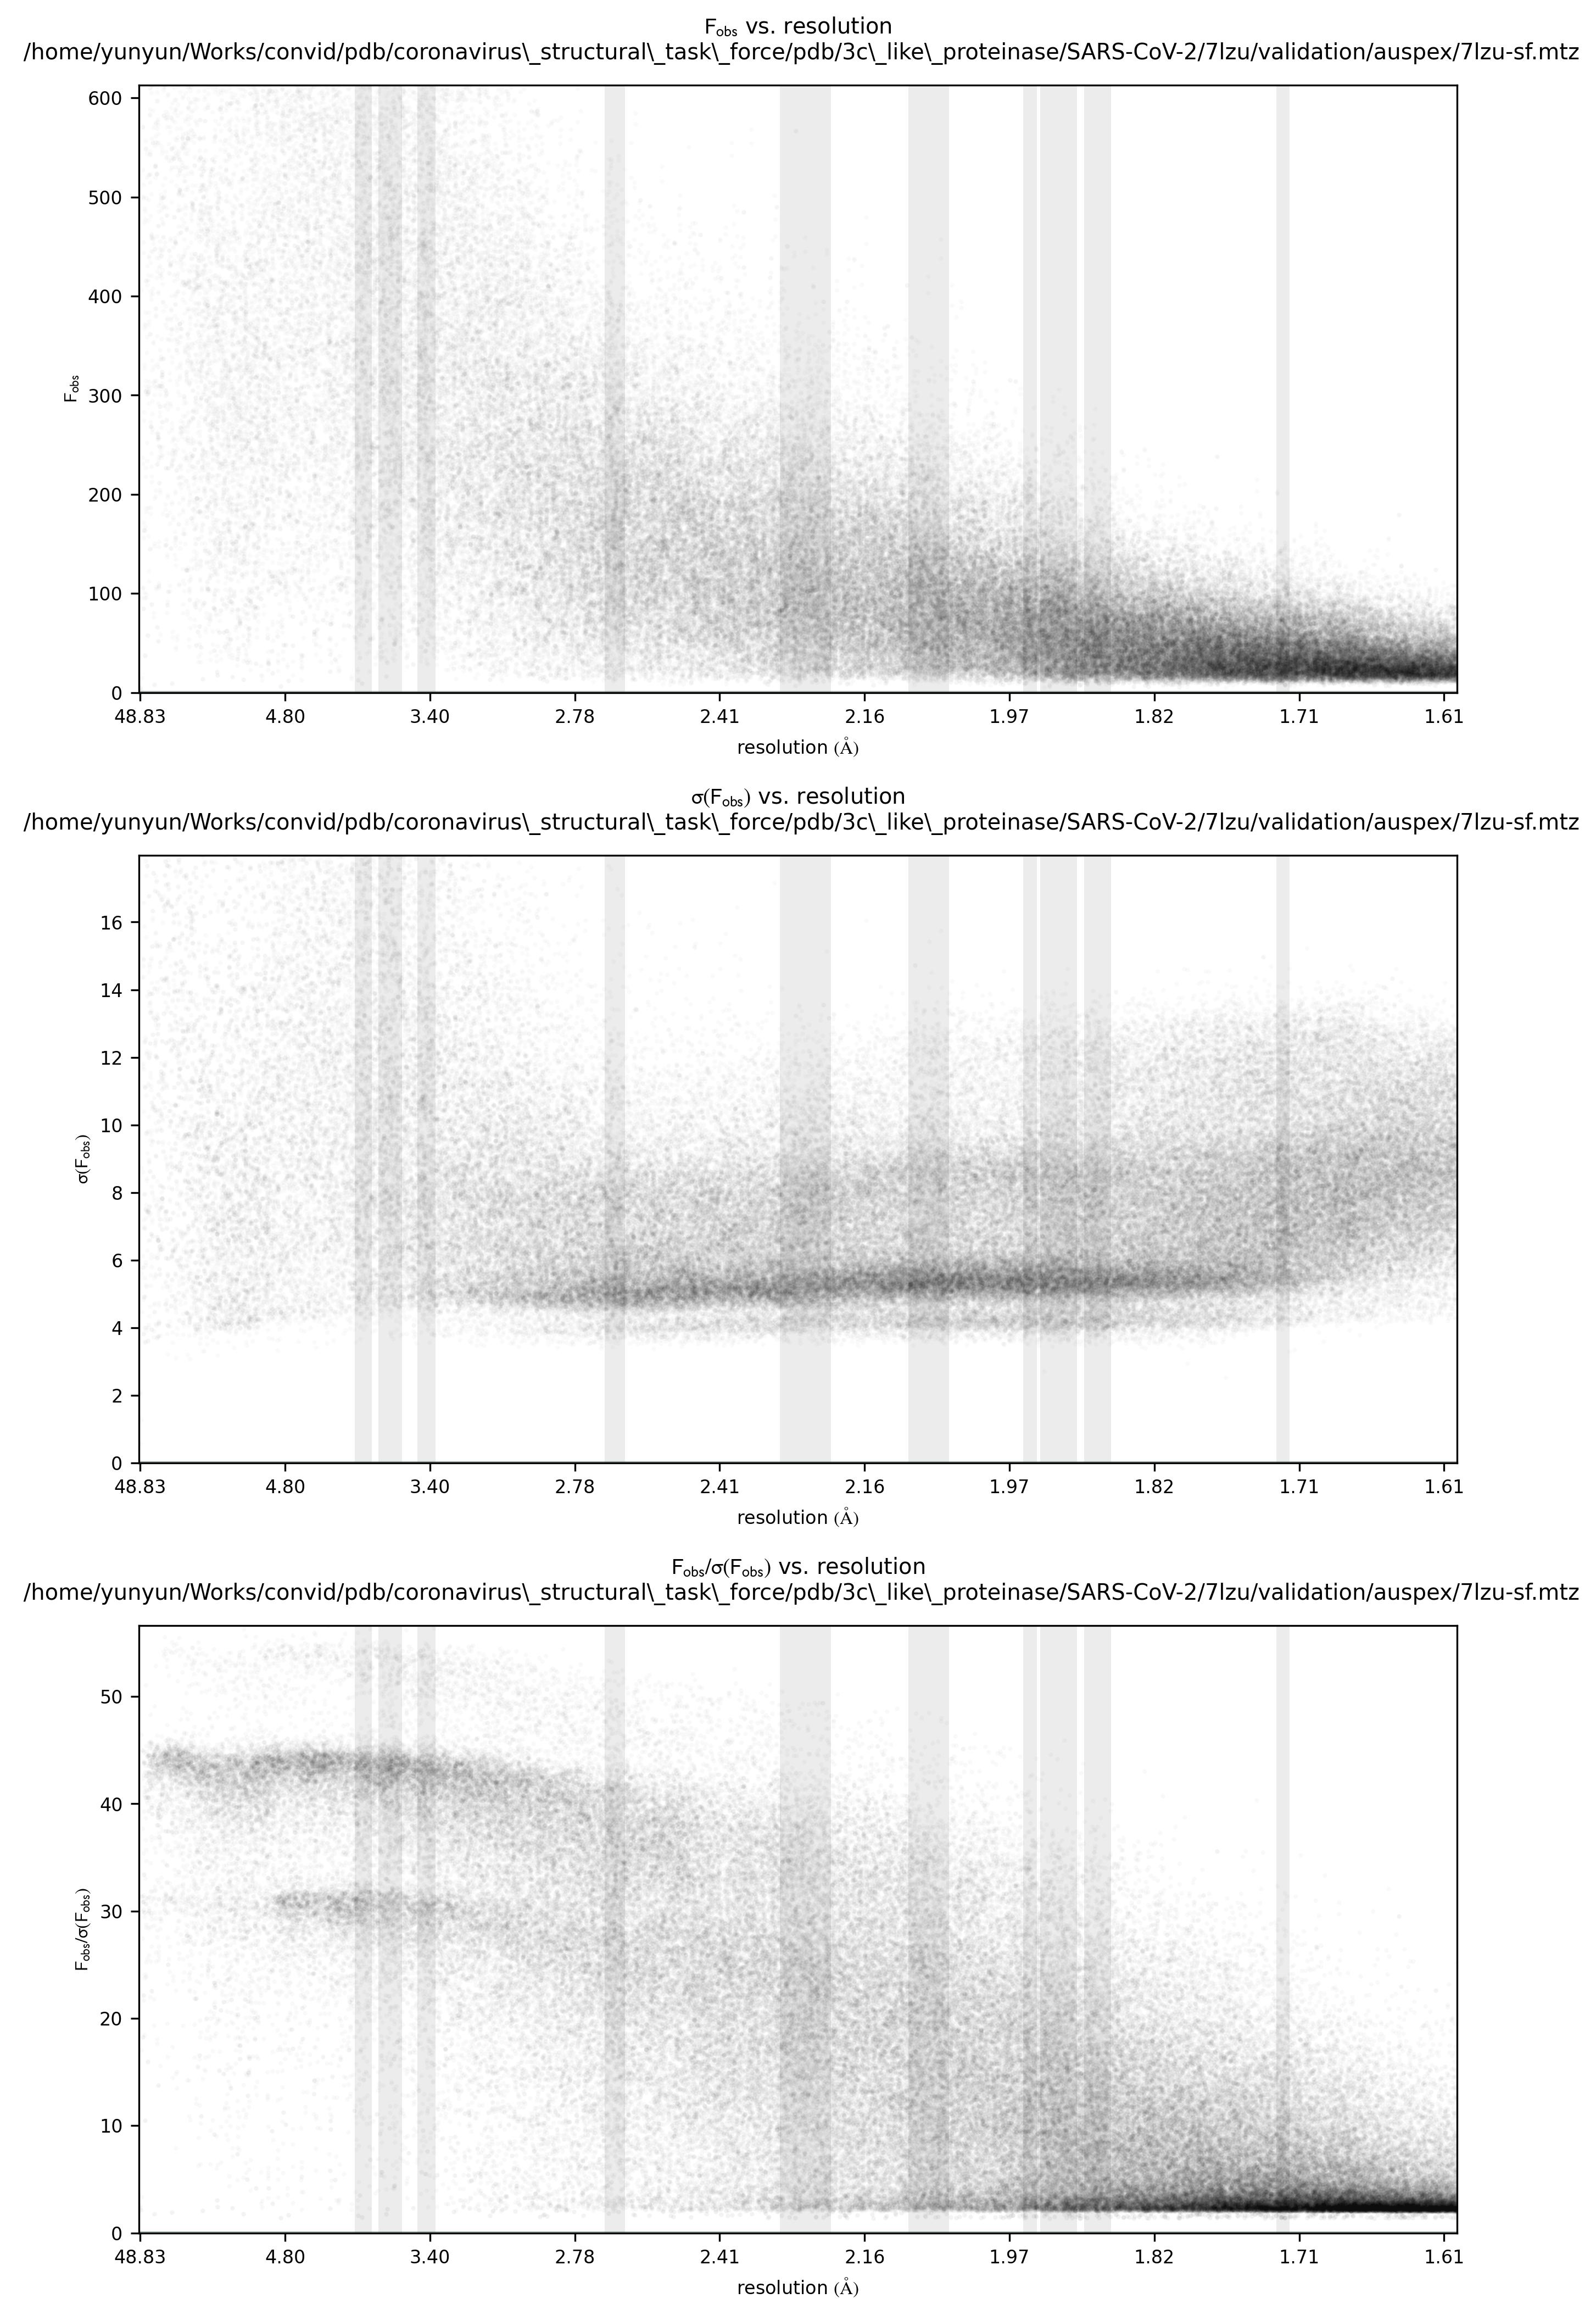 Fobs vs. resolution
/home/yunyun/Works/convid/pdb/coronavirus\_structural\_task\_force/pdb/3c\_like\_proteinase/SARS-CoV-2/7lzu/validation/auspex/7lzu-sf.mtz
600
500
400
300
200
100
0
Fobs
48.83 4.80 3.40 2.78 2.41 2.16 1.97 1.82 1.71 1.61
resolution (Å)
σ(Fobs) vs. resolution
/home/yunyun/Works/convid/pdb/coronavirus\_structural\_task\_force/pdb/3c\_like\_proteinase/SARS-CoV-2/7lzu/validation/auspex/7lzu-sf.mtz
16
14
12
10
8
6
4
2
0
σ(Fobs)
48.83 4.80 3.40 2.78 2.41 2.16 1.97 1.82 1.71 1.61
resolution (Å)
Fobs/σ(Fobs) vs. resolution
/home/yunyun/Works/convid/pdb/coronavirus\_structural\_task\_force/pdb/3c\_like\_proteinase/SARS-CoV-2/7lzu/validation/auspex/7lzu-sf.mtz
50
40
30
20
10
0
Fobs/σ(Fobs)
48.83 4.80 3.40 2.78 2.41 2.16 1.97 1.82 1.71 1.61
resolution (Å)